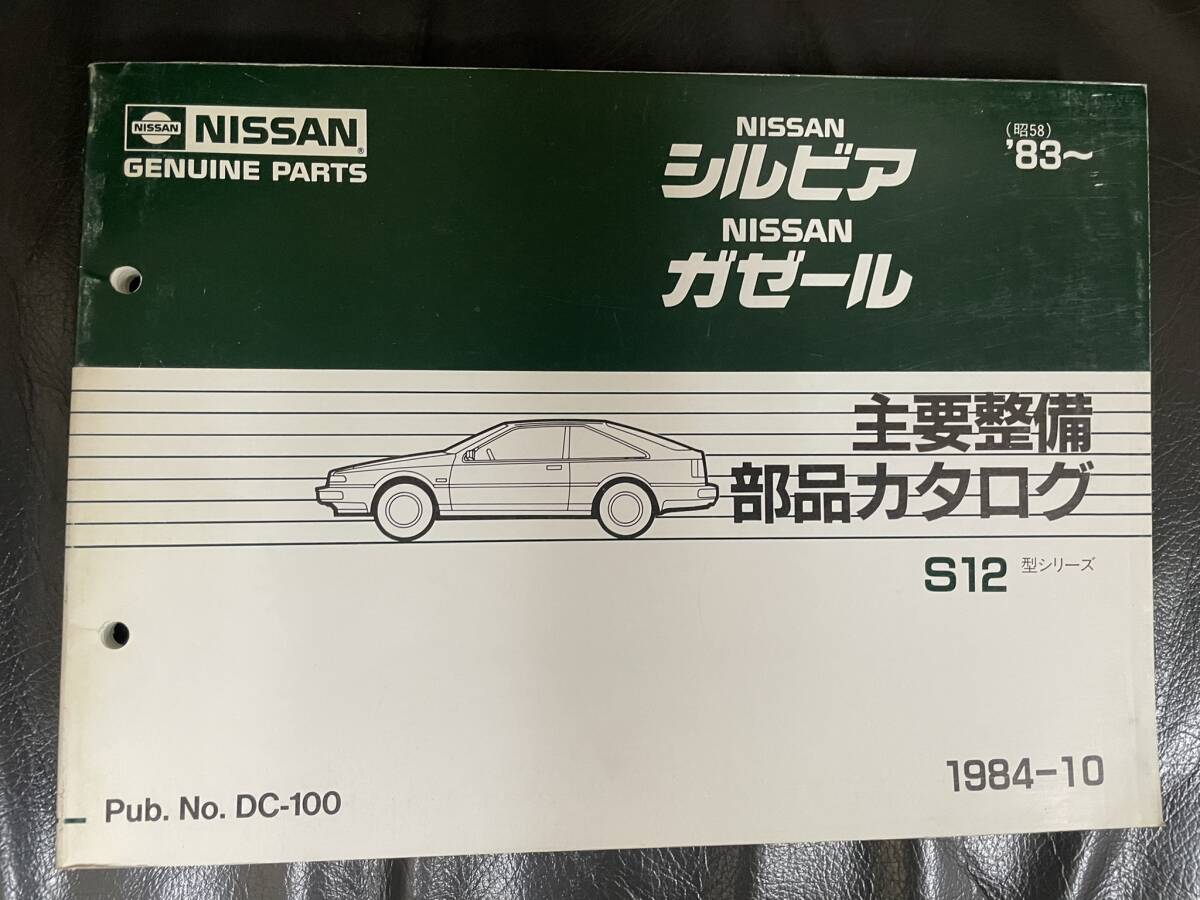 NISSAN
NISSAN
GENUINE PARTS
NISSAN
シルビア
NISSAN
ガゼール
(昭58)
'83~
主要整備
部品カタログ
S12 型シリーズ
1984-10
Pub. No. DC-100